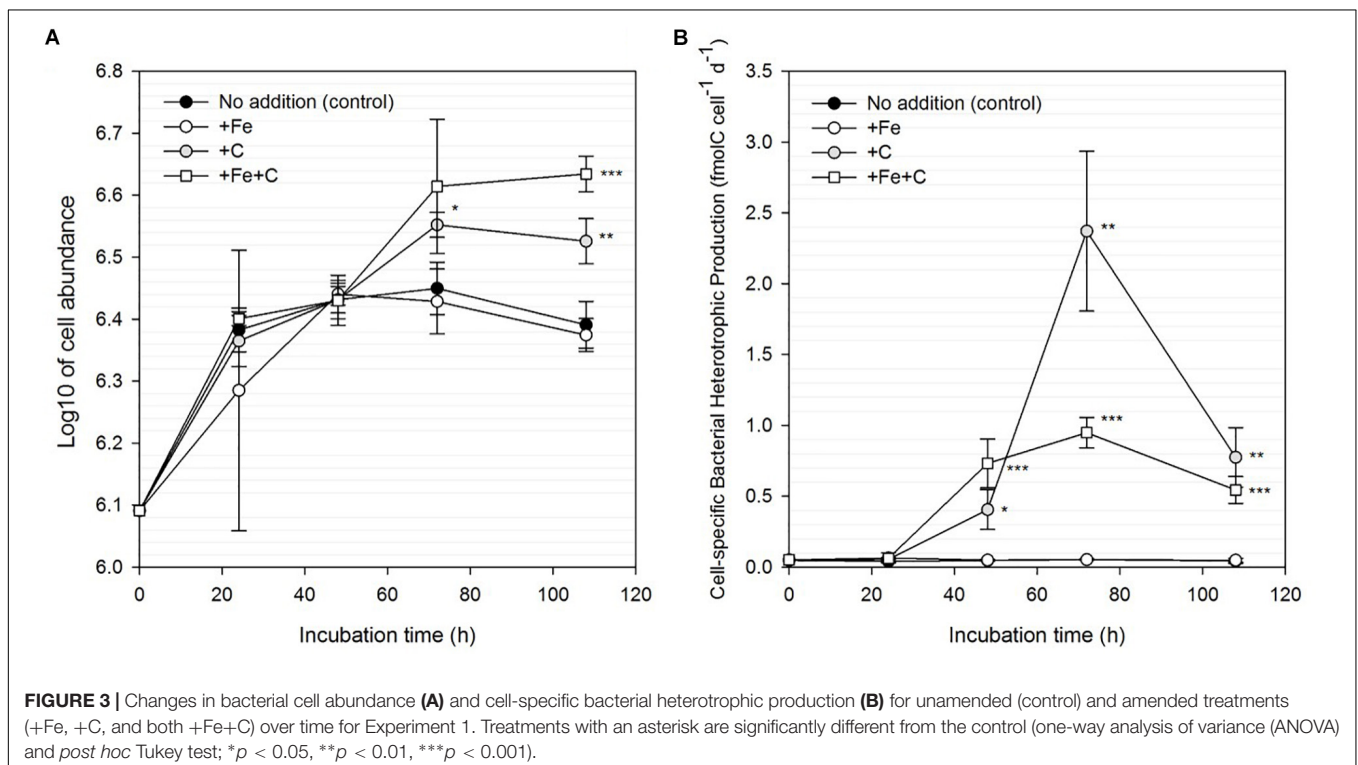 A
Log10 of cell abundance
6.8
6.7
6.6
6.5
6.4
6.3
6.2
6.1
6.0
No addition (control)
+Fe
+C
+Fe+C
***
*
**
0 20 40 60 80 100 120
Incubation time (h)
B
Cell-specific Bacterial Heterotrophic Production (fmolC cell⁻¹ d⁻¹)
3.5
3.0
2.5
2.0
1.5
1.0
0.5
0.0
No addition (control)
+Fe
+C
+Fe+C
**
***
***
*
**
***
0 20 40 60 80 100 120
Incubation time (h)
FIGURE 3 | Changes in bacterial cell abundance (A) and cell-specific bacterial heterotrophic production (B) for unamended (control) and amended treatments
(+Fe, +C, and both +Fe+C) over time for Experiment 1. Treatments with an asterisk are significantly different from the control (one-way analysis of variance (ANOVA)
and post hoc Tukey test; *p < 0.05, **p < 0.01, ***p < 0.001).